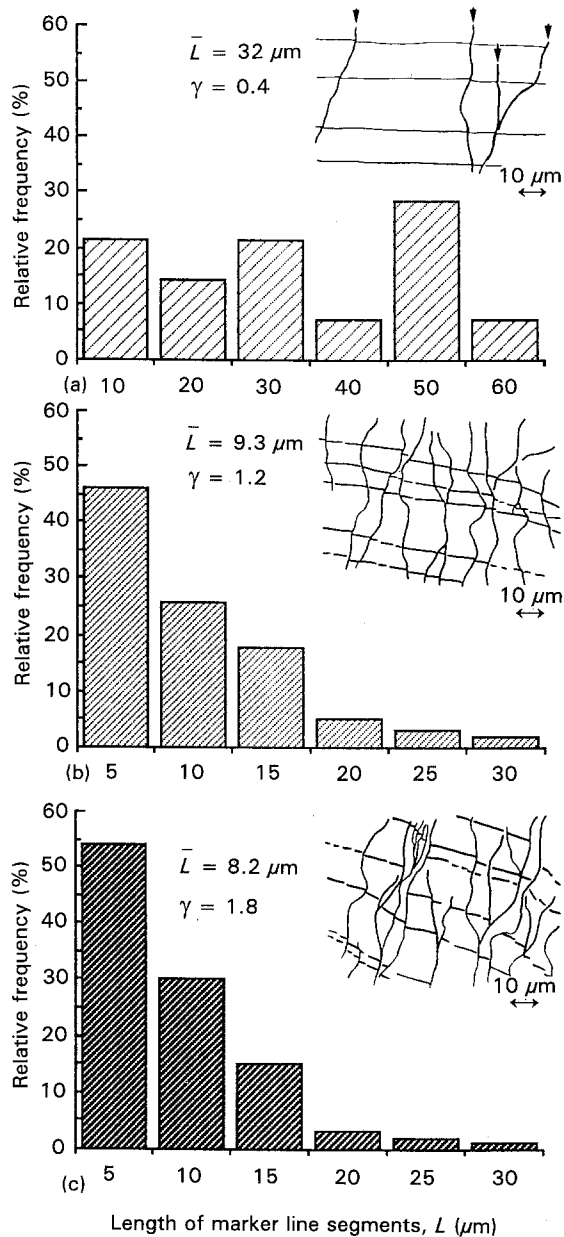 60
50
40
30
20
10
0
Relative frequency (%)
L̄ = 32 μm
γ = 0.4
10 μm
(a) 10 20 30 40 50 60
60
50
40
30
20
10
0
Relative frequency (%)
L̄ = 9.3 μm
γ = 1.2
10 μm
(b) 5 10 15 20 25 30
60
50
40
30
20
10
0
Relative frequency (%)
L̄ = 8.2 μm
γ = 1.8
10 μm
(c) 5 10 15 20 25 30
Length of marker line segments, L (μm)